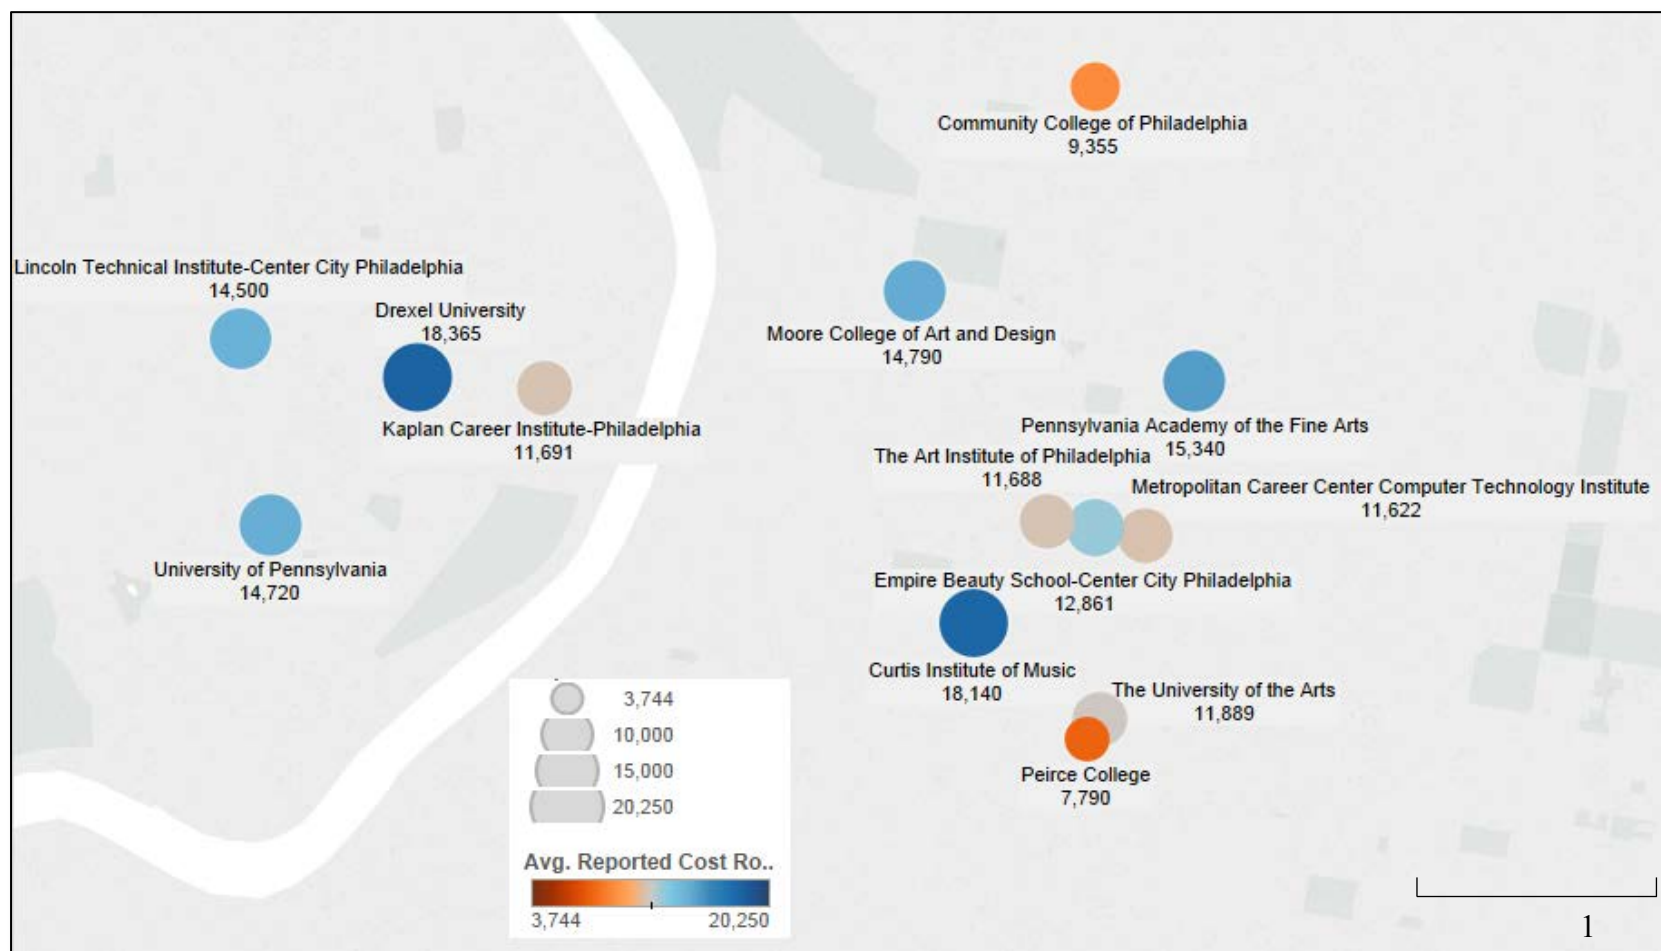 Community College of Philadelphia
9,355
Lincoln Technical Institute-Center City Philadelphia
14,500
Drexel University
18,365
Kaplan Career Institute-Philadelphia
11,691
Moore College of Art and Design
14,790
Pennsylvania Academy of the Fine Arts
15,340
The Art Institute of Philadelphia
11,688
Metropolitan Career Center Computer Technology Institute
11,622
University of Pennsylvania
14,720
Empire Beauty School-Center City Philadelphia
12,861
Curtis Institute of Music
18,140
The University of the Arts
11,889
Peirce College
7,790
3,744
10,000
15,000
20,250
Avg. Reported Cost Ro..
3,744 20,250
1